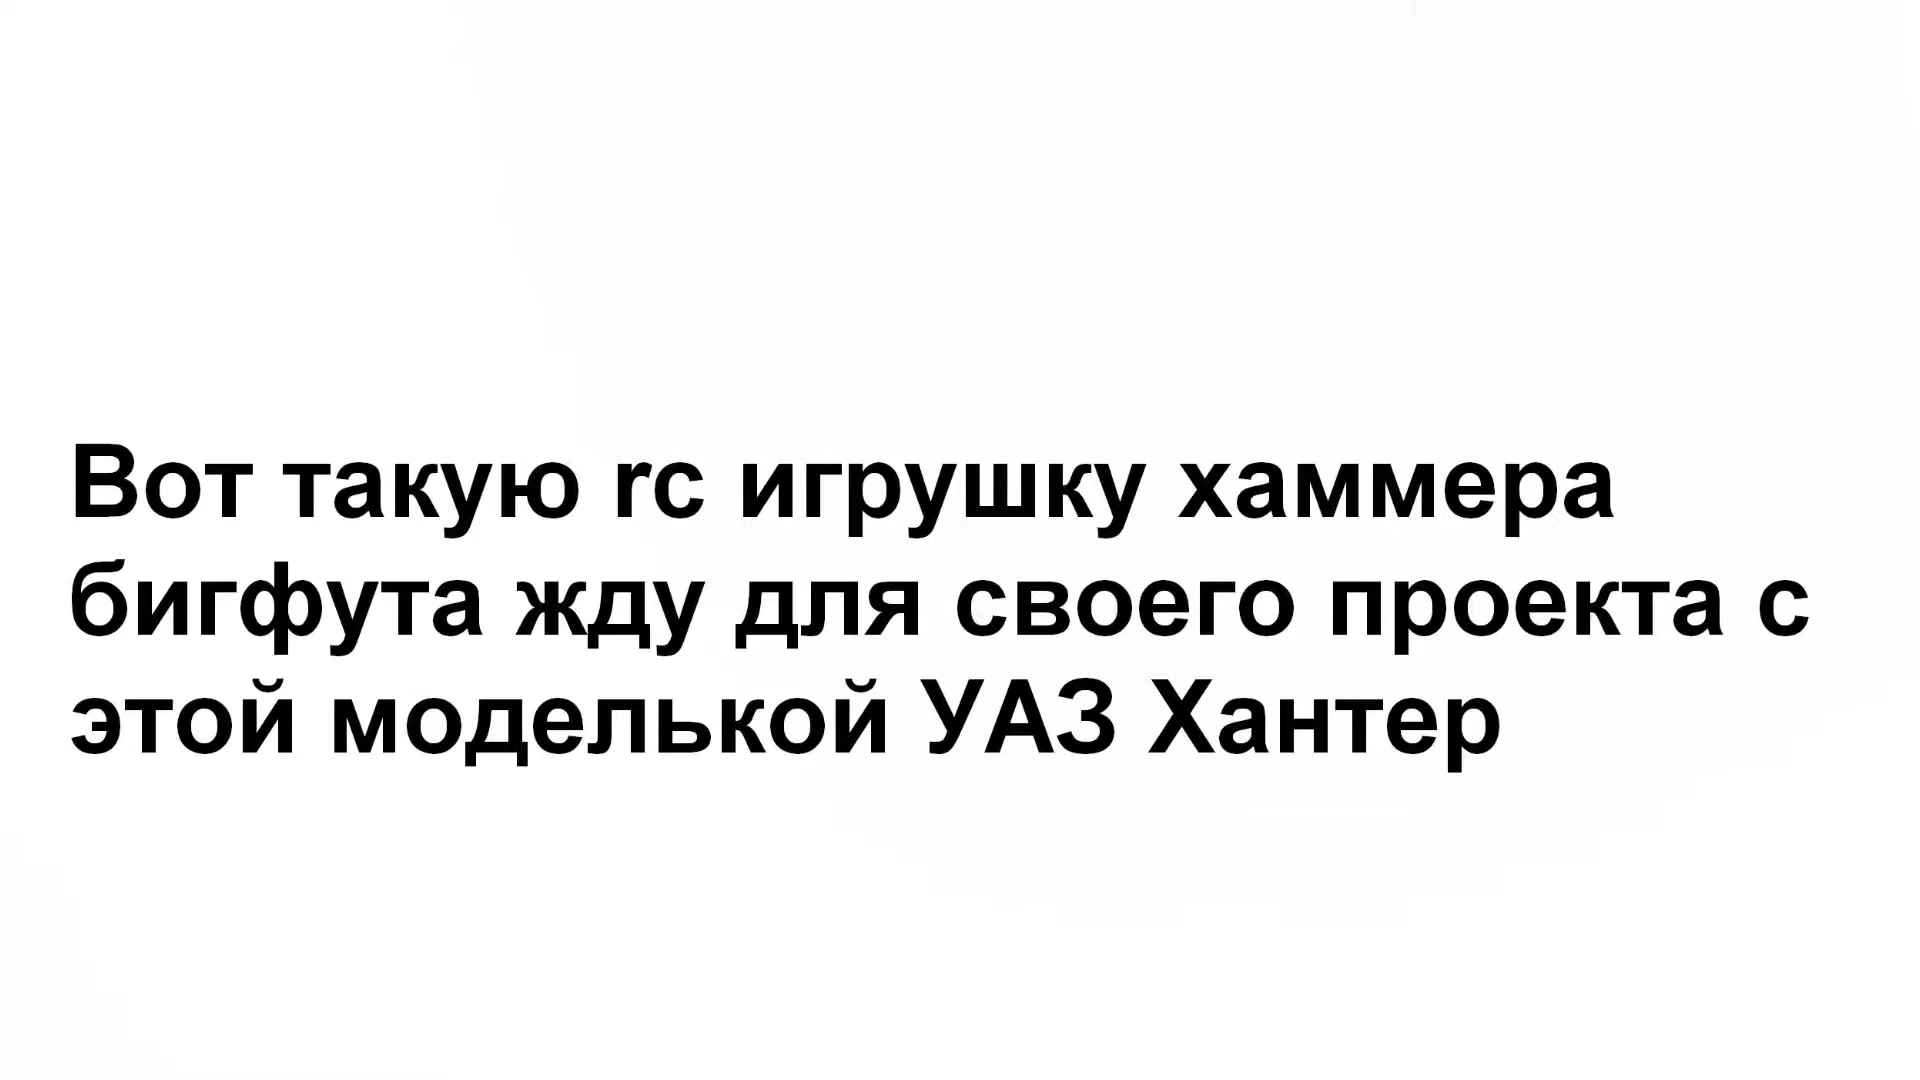 Вот такую rc игрушку хаммера
бигфута жду для своего проекта с
этой моделькой УАЗ Хантер